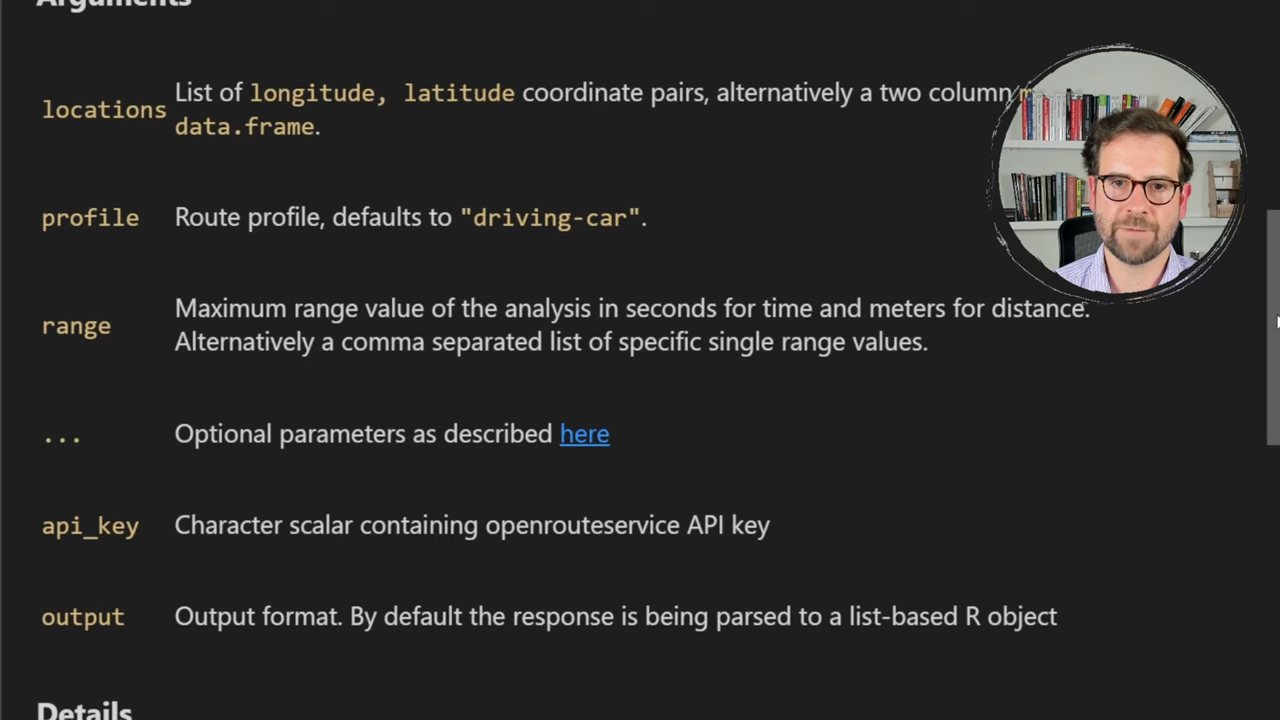 Arguments
locations List of longitude, latitude coordinate pairs, alternatively a two column
data.frame.
profile Route profile, defaults to "driving-car".
range Maximum range value of the analysis in seconds for time and meters for distance.
Alternatively a comma separated list of specific single range values.
... Optional parameters as described here
api_key Character scalar containing openrouteservice API key
output Output format. By default the response is being parsed to a list-based R object
Details